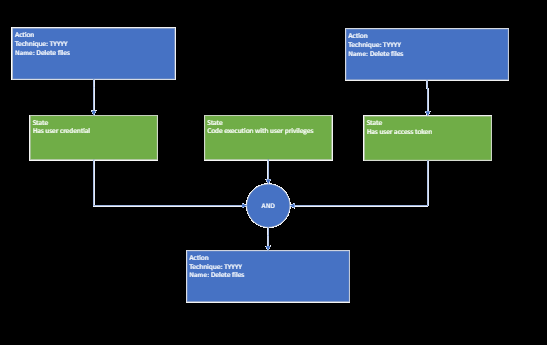 Action
Technique: TYYYY
Name: Delete files
Action
Technique: TYYYY
Name: Delete files
State
Has user credential
State
Code execution with user privileges
State
Has user access token
AND
Action
Technique: TYYYY
Name: Delete files